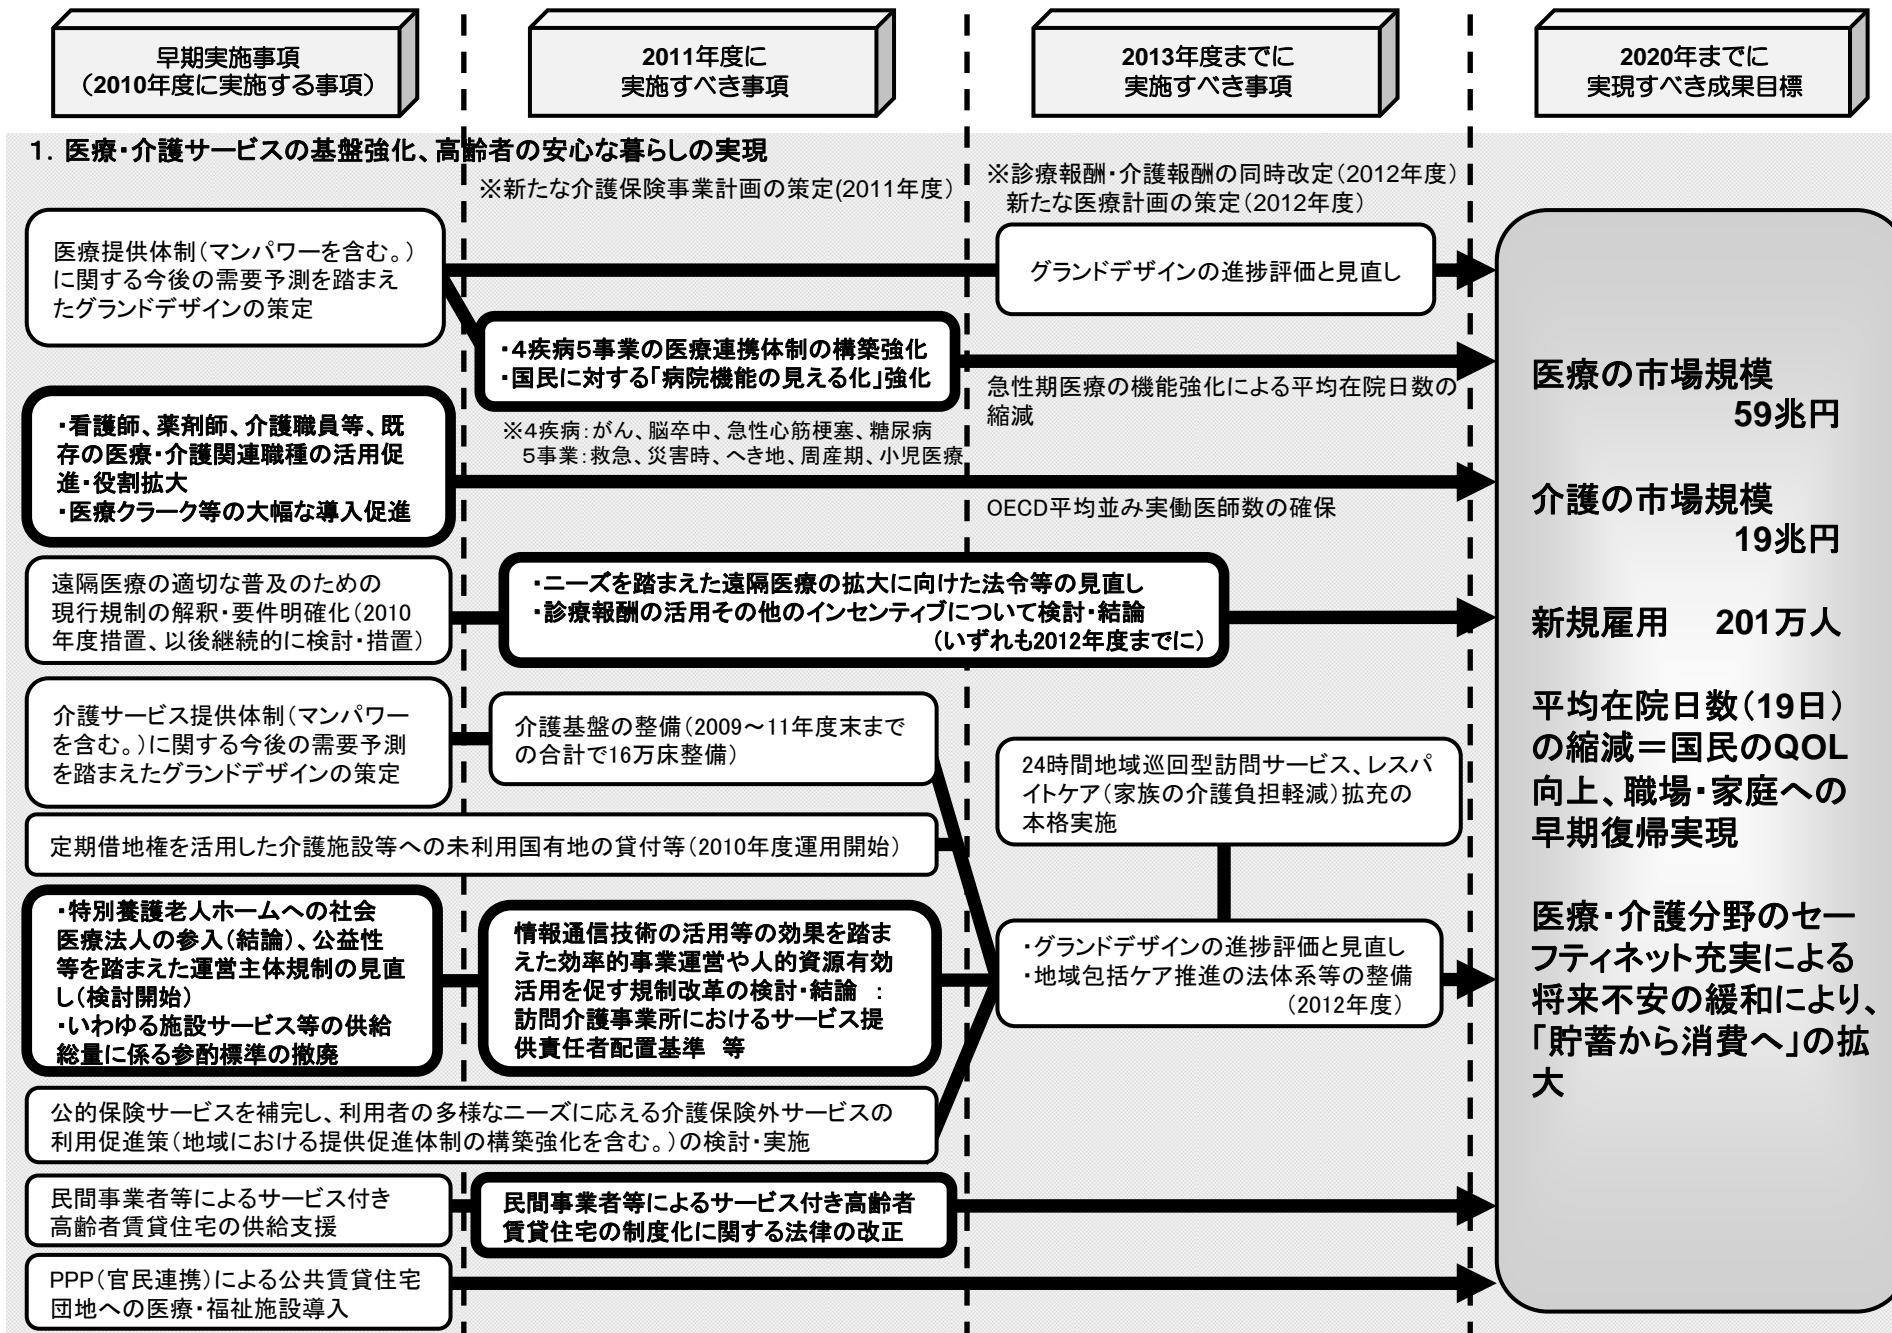 早期実施事項
（2010年度に実施する事項）
2011年度に
実施すべき事項
2013年度までに
実施すべき事項
2020年までに
実現すべき成果目標
1．医療・介護サービスの基盤強化、高齢者の安心な暮らしの実現
※新たな介護保険事業計画の策定(2011年度）
※診療報酬・介護報酬の同時改定（2012年度）
新たな医療計画の策定（2012年度）
医療提供体制（マンパワーを含む。）
に関する今後の需要予測を踏まえ
たグランドデザインの策定
グランドデザインの進捗評価と見直し
・４疾病５事業の医療連携体制の構築強化
・国民に対する「病院機能の見える化」強化
急性期医療の機能強化による平均在院日数の
縮減
※４疾病：がん、脳卒中、急性心筋梗塞、糖尿病
５事業：救急、災害時、へき地、周産期、小児医療
・看護師、薬剤師、介護職員等、既
存の医療・介護関連職種の活用促
進・役割拡大
・医療クラーク等の大幅な導入促進
OECD平均並み実働医師数の確保
遠隔医療の適切な普及のための
現行規制の解釈・要件明確化（2010
年度措置、以後継続的に検討・措置）
・ニーズを踏まえた遠隔医療の拡大に向けた法令等の見直し
・診療報酬の活用その他のインセンティブについて検討・結論
（いずれも2012年度までに）
介護サービス提供体制（マンパワー
を含む。）に関する今後の需要予測
を踏まえたグランドデザインの策定
介護基盤の整備（2009～11年度末まで
の合計で16万床整備）
24時間地域巡回型訪問サービス、レスパ
イトケア（家族の介護負担軽減）拡充の
本格実施
定期借地権を活用した介護施設等への未利用国有地の貸付等（2010年度運用開始）
・特別養護老人ホームへの社会
医療法人の参入（結論）、公益性
等を踏まえた運営主体規制の見直
し（検討開始）
・いわゆる施設サービス等の供給
総量に係る参酌標準の撤廃
情報通信技術の活用等の効果を踏ま
えた効率的事業運営や人的資源有効
活用を促す規制改革の検討・結論　：
訪問介護事業所におけるサービス提
供責任者配置基準　等
・グランドデザインの進捗評価と見直し
・地域包括ケア推進の法体系等の整備
（2012年度）
公的保険サービスを補完し、利用者の多様なニーズに応える介護保険外サービスの
利用促進策（地域における提供促進体制の構築強化を含む。）の検討・実施
民間事業者等によるサービス付き
高齢者賃貸住宅の供給支援
民間事業者等によるサービス付き高齢者
賃貸住宅の制度化に関する法律の改正
PPP（官民連携）による公共賃貸住宅
団地への医療・福祉施設導入
医療の市場規模
59兆円
介護の市場規模
19兆円
新規雇用　201万人
平均在院日数（19日）
の縮減＝国民のQOL
向上、職場・家庭への
早期復帰実現
医療・介護分野のセー
フティネット充実による
将来不安の緩和により、
「貯蓄から消費へ」の拡
大